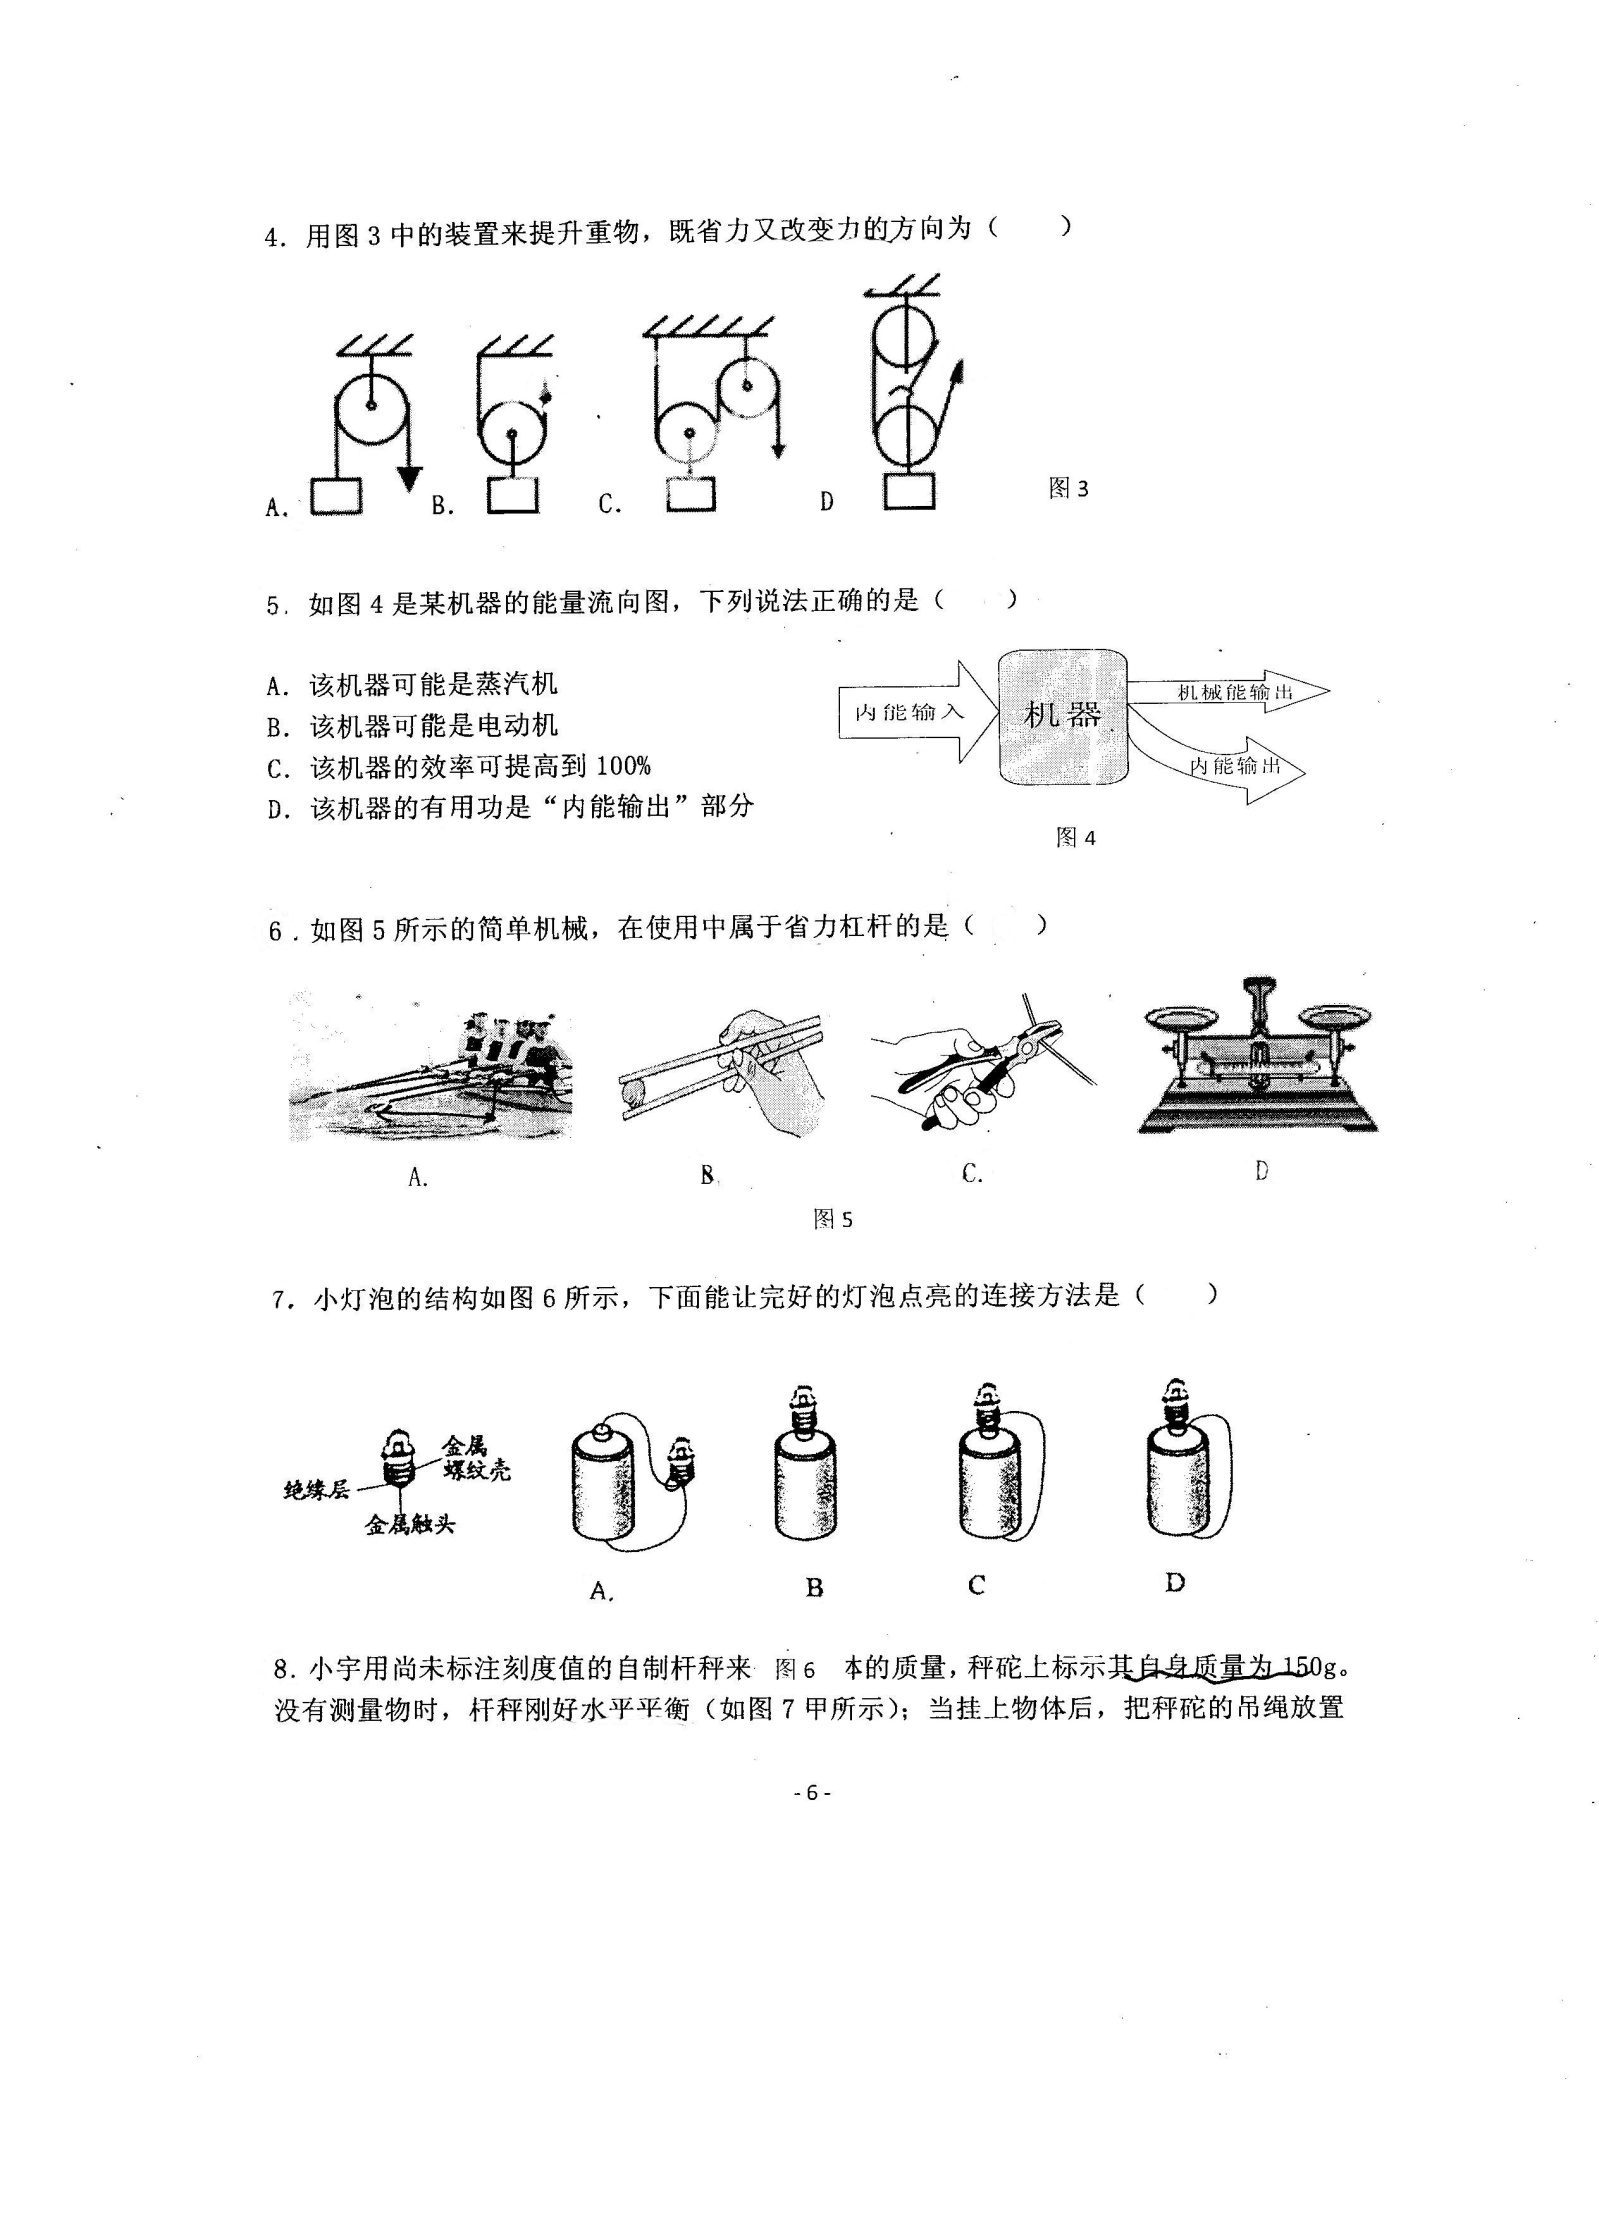 4. 用图 3 中的装置来提升重物，既省力又改变力的方向为（  ）
A. B. C. D 图 3
5. 如图 4 是某机器的能量流向图，下列说法正确的是（  ）
A. 该机器可能是蒸汽机
B. 该机器可能是电动机
C. 该机器的效率可提高到 100%
D. 该机器的有用功是“内能输出”部分
内能输入 机器 机械能输出
内能输出
图 4
6 . 如图 5 所示的简单机械，在使用中属于省力杠杆的是（  ）
A. B. C. D
图 5
7. 小灯泡的结构如图 6 所示，下面能让完好的灯泡点亮的连接方法是（  ）
金属
螺纹壳
绝缘层
金属触头
A. B C D
8. 小宇用尚未标注刻度值的自制杆秤来 图 6 本的质量，秤砣上标示其自身质量为 150g。
没有测量物时，杆秤刚好水平平衡（如图 7 甲所示）；当挂上物体后，把秤砣的吊绳放置
- 6 -